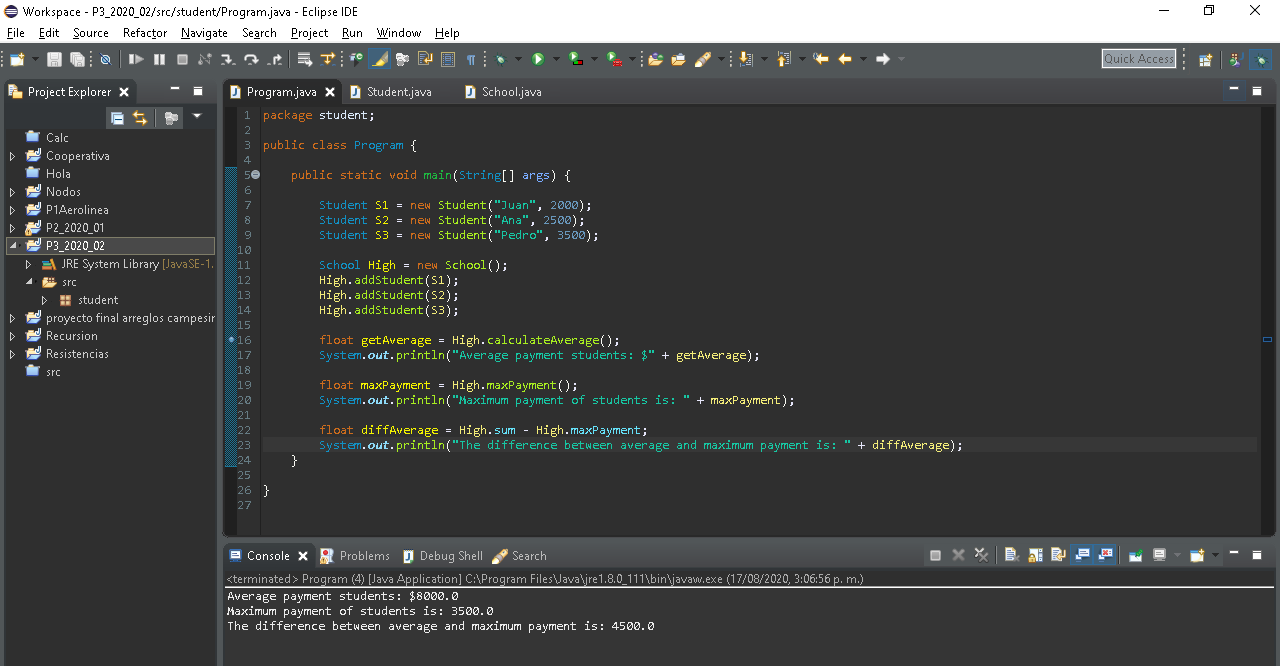 Workspace - P3_2020_02/src/student/Program.java - Eclipse IDE
File Edit Source Refactor Navigate Search Project Run Window Help
Quick Access
Project Explorer
Calc
Cooperativa
Hola
Nodos
P1Aerolinea
P2_2020_01
P3_2020_02
JRE System Library [JavaSE-1.
src
student
proyecto final arreglos campesir
Recursion
Resistencias
src
Program.java Student.java School.java
1 package student;
2
3 public class Program {
4
5 public static void main(String[] args) {
6
7 Student S1 = new Student("Juan", 2000);
8 Student S2 = new Student("Ana", 2500);
9 Student S3 = new Student("Pedro", 3500);
10
11 School High = new School();
12 High.addStudent(S1);
13 High.addStudent(S2);
14 High.addStudent(S3);
15
16 float getAverage = High.calculateAverage();
17 System.out.println("Average payment students: $" + getAverage);
18
19 float maxPayment = High.maxPayment();
20 System.out.println("Maximum payment of students is: " + maxPayment);
21
22 float diffAverage = High.sum - High.maxPayment;
23 System.out.println("The difference between average and maximum payment is: " + diffAverage);
24 }
25
26 }
27
Console Problems Debug Shell Search
<terminated> Program (4) [Java Application] C:\Program Files\Java\jre1.8.0_111\bin\javaw.exe (17/08/2020, 3:06:56 p. m.)
Average payment students: $8000.0
Maximum payment of students is: 3500.0
The difference between average and maximum payment is: 4500.0